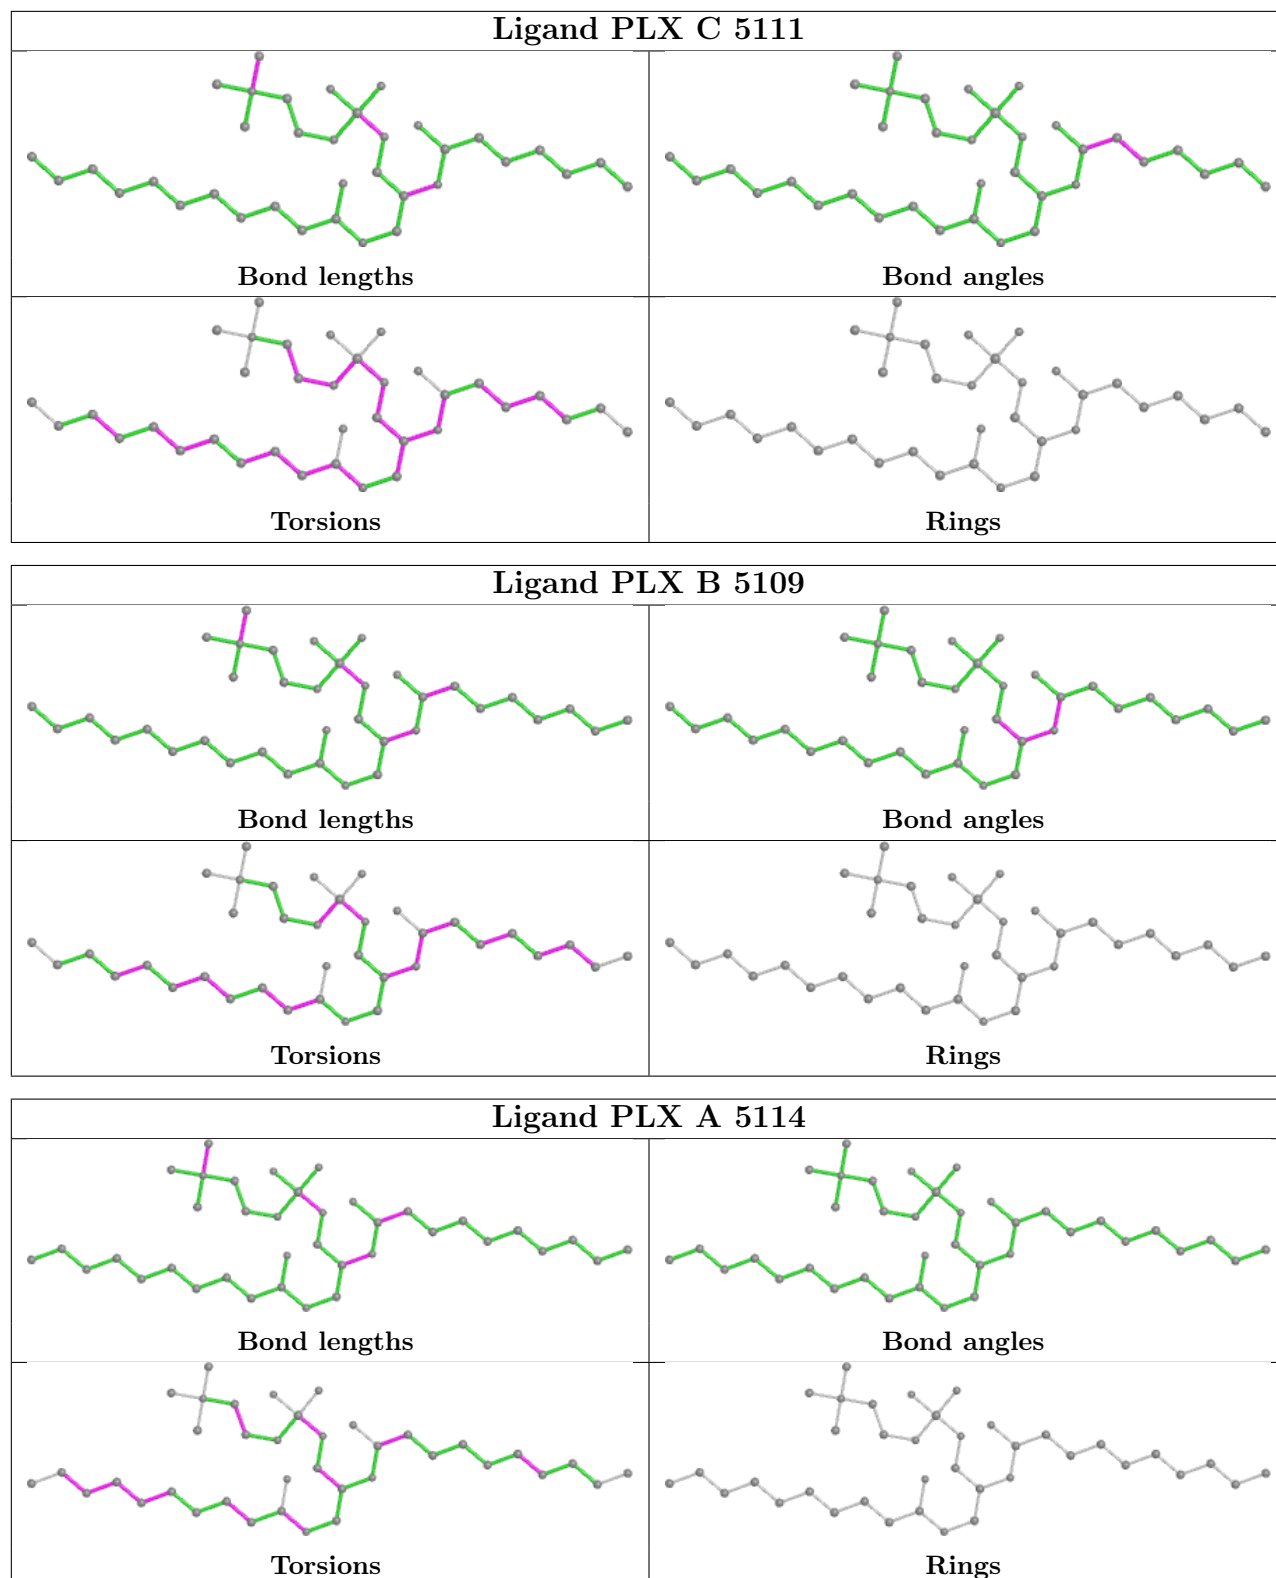 Ligand PLX C 5111
Bond lengths
Bond angles
Torsions
Rings
Ligand PLX B 5109
Bond lengths
Bond angles
Torsions
Rings
Ligand PLX A 5114
Bond lengths
Bond angles
Torsions
Rings